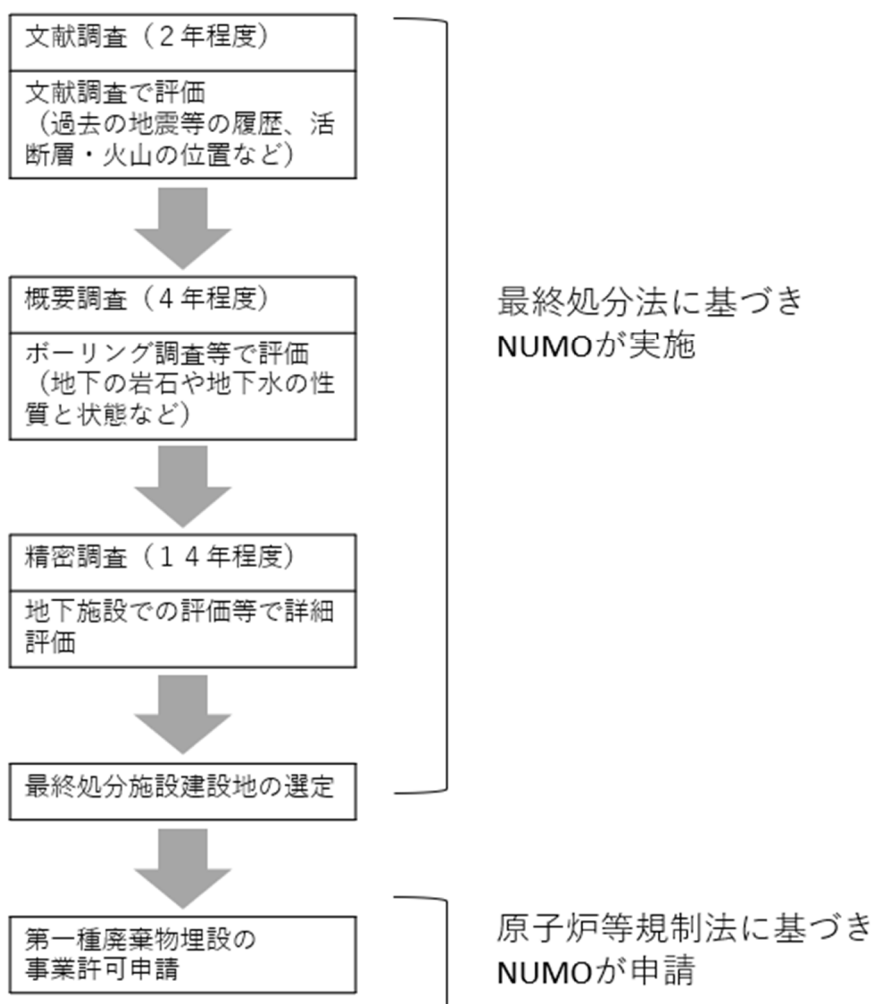 文献調査（２年程度）
文献調査で評価
（過去の地震等の履歴、活
断層・火山の位置など）
概要調査（４年程度）
ボーリング調査等で評価
（地下の岩石や地下水の性
質と状態など）
最終処分法に基づき
NUMOが実施
精密調査（１４年程度）
地下施設での評価等で詳細
評価
最終処分施設建設地の選定
第一種廃棄物埋設の
事業許可申請
原子炉等規制法に基づき
NUMOが申請